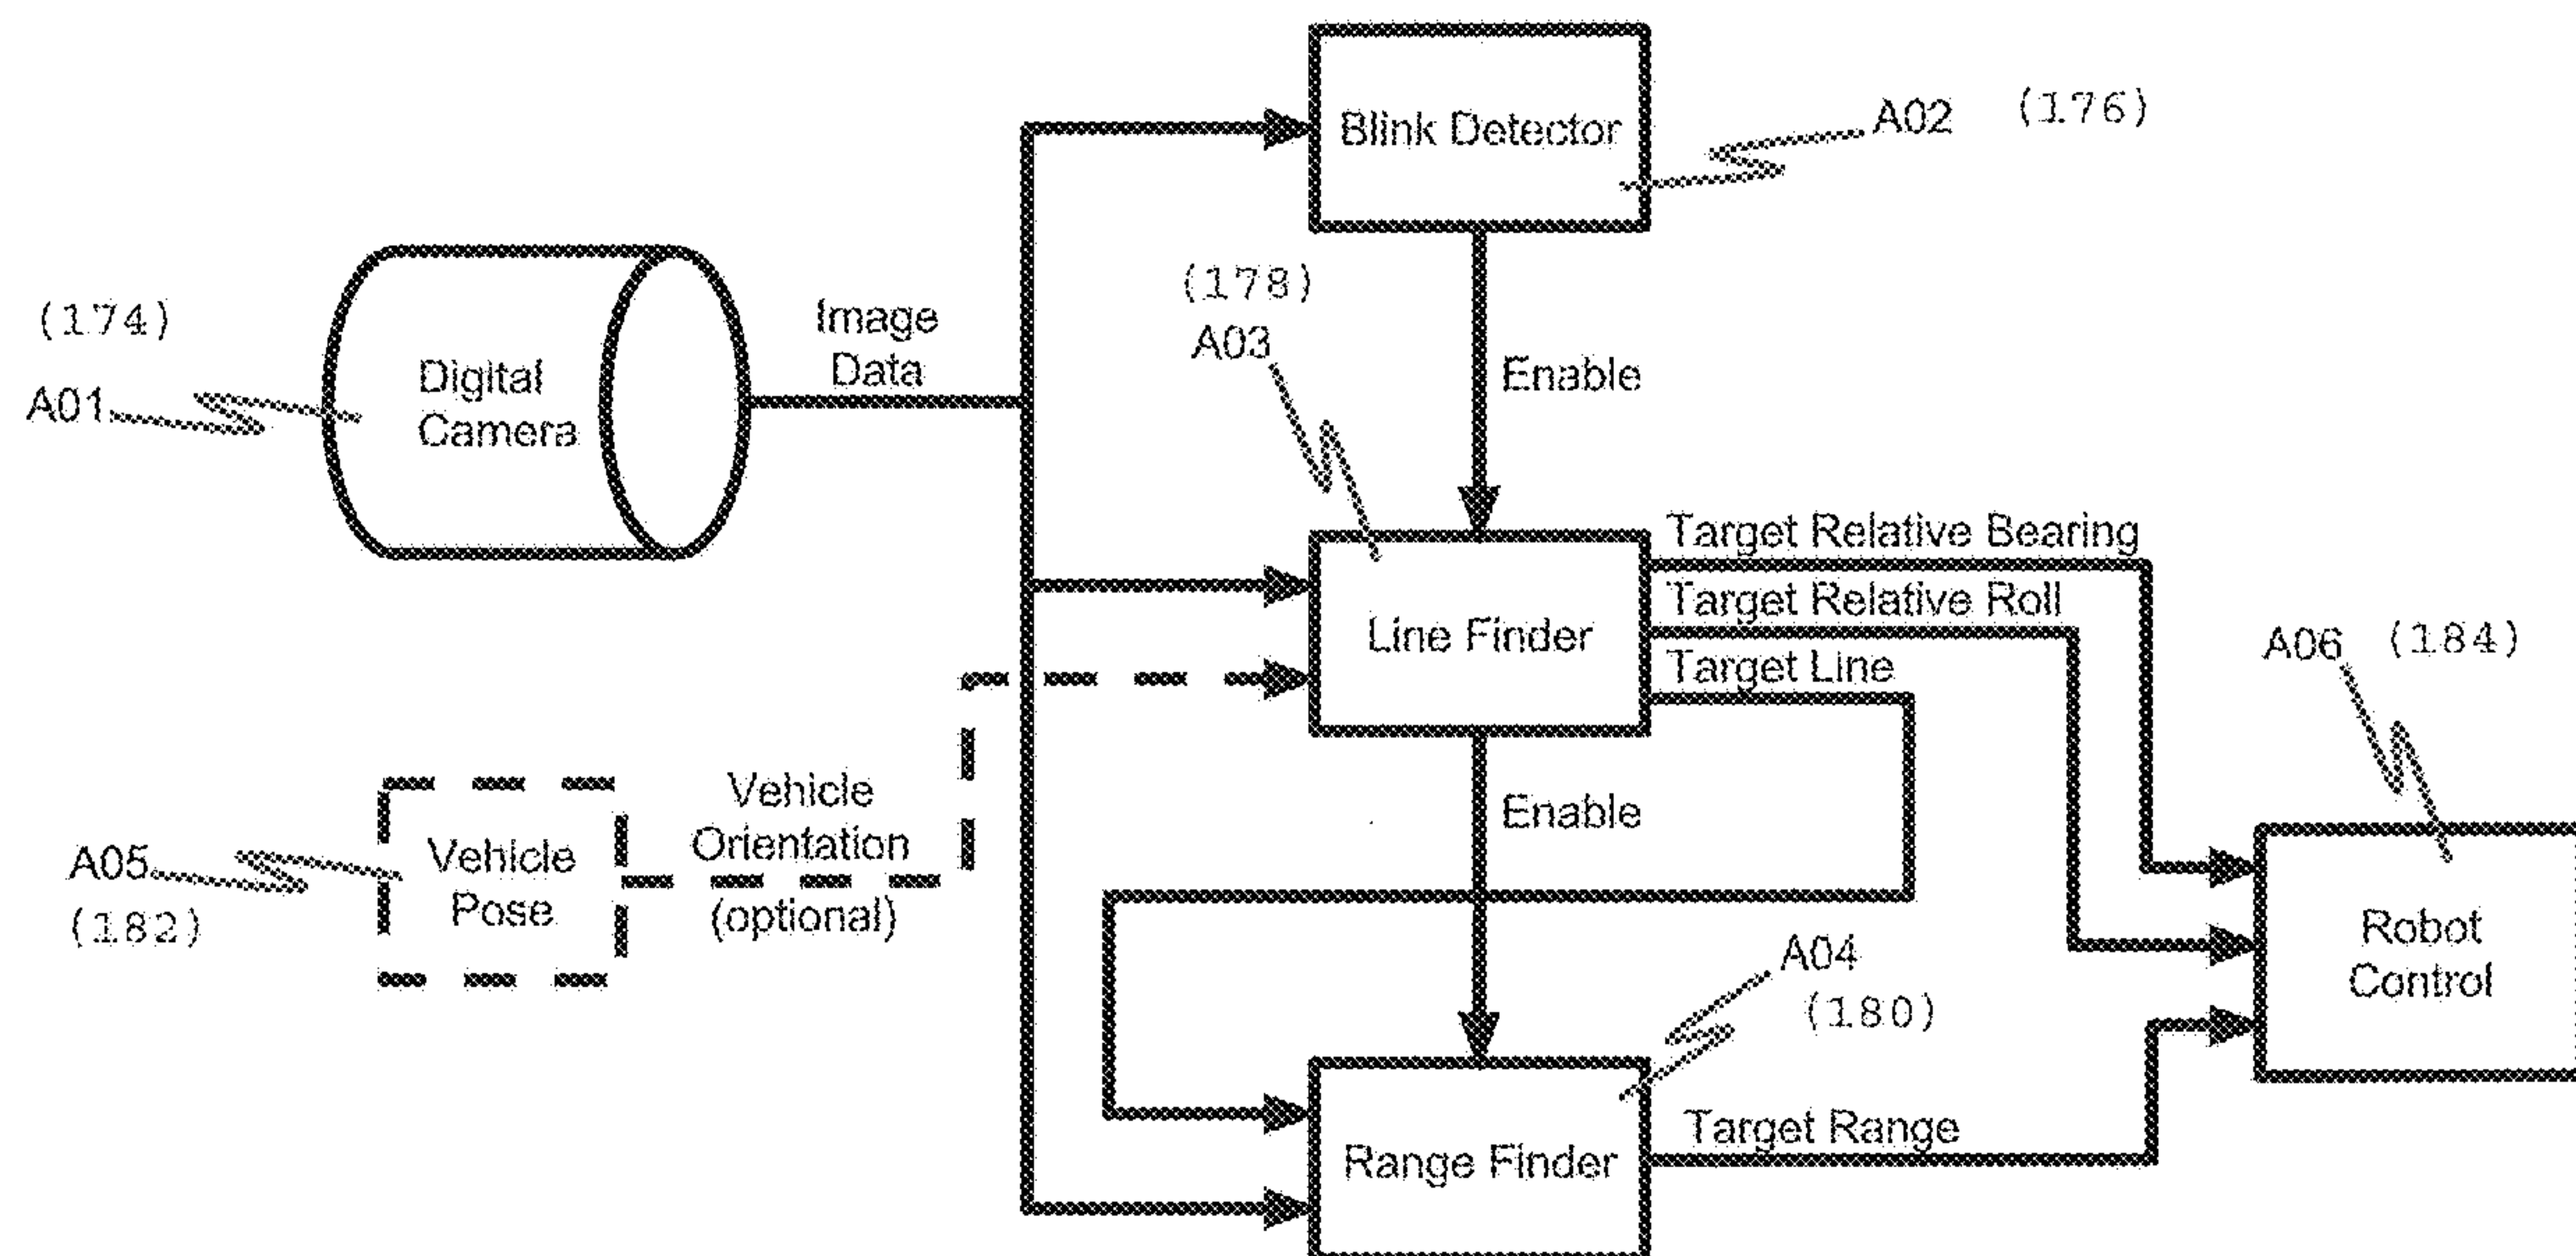 Blink Detector
A02 (176)
(174)
A01
Digital
Camera
Image
Data
(178)
A03
Enable
Line Finder
Target Relative Bearing
Target Relative Roll
Target Line
A06 (184)
Robot
Control
A05
(182)
Vehicle
Pose
Vehicle
Orientation
(optional)
Enable
A04
(180)
Range Finder
Target Range